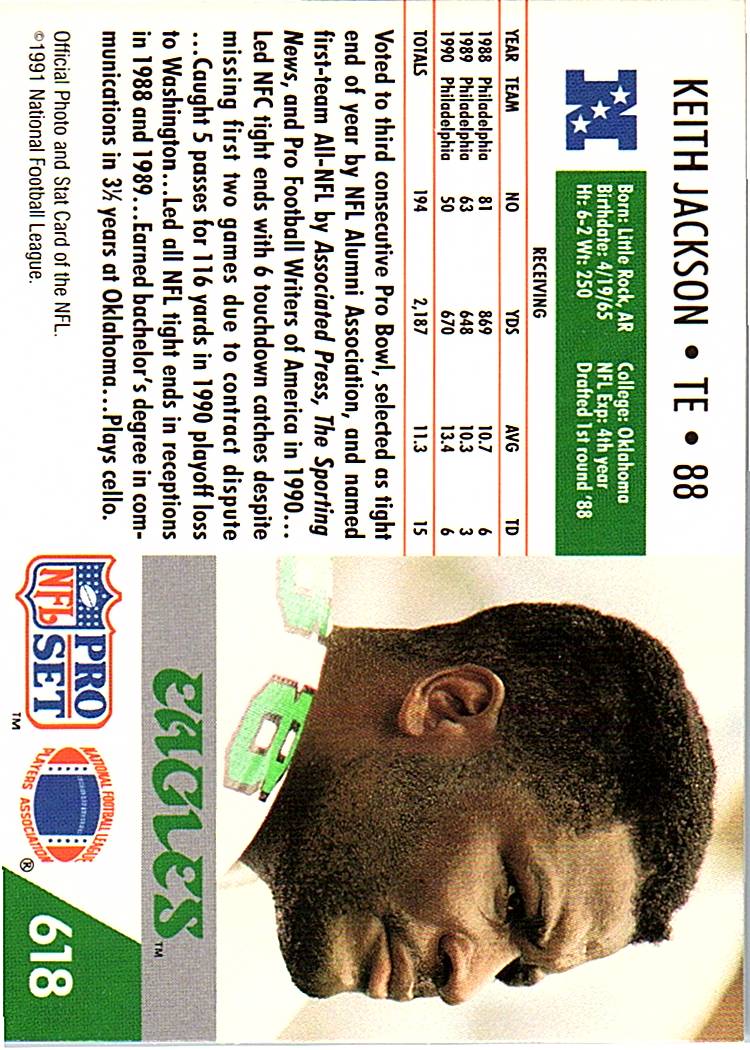 KEITH JACKSON • TE • 88
N
Born: Little Rock, AR College: Oklahoma
Birthdate: 4/19/65 NFL Exp: 4th year
Ht: 6-2 Wt: 250 Drafted 1st round '88
RECEIVING
YEAR TEAM NO YDS AVG TD
1988 Philadelphia 81 869 10.7 6
1989 Philadelphia 63 648 10.3 3
1990 Philadelphia 50 670 13.4 6
TOTALS 194 2,187 11.3 15
Voted to third consecutive Pro Bowl, selected as tight
end of year by NFL Alumni Association, and named
first-team All-NFL by Associated Press, The Sporting
News, and Pro Football Writers of America in 1990...
Led NFC tight ends with 6 touchdown catches despite
missing first two games due to contract dispute
...Caught 5 passes for 116 yards in 1990 playoff loss
to Washington...Led all NFL tight ends in receptions
in 1988 and 1989...Earned bachelor's degree in com-
munications in 3½ years at Oklahoma...Plays cello.
Official Photo and Stat Card of the NFL.
©1991 National Football League.
EAGLES™
PRO
NFL SET™
NATIONAL FOOTBALL LEAGUE
PLAYERS ASSOCIATION®
618